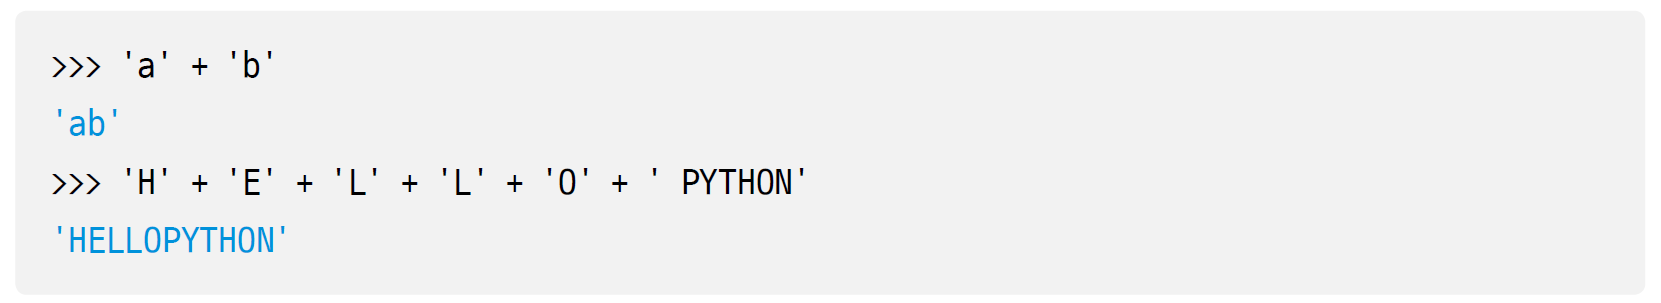 >>> 'a' + 'b'
'ab'
>>> 'H' + 'E' + 'L' + 'L' + 'O' + ' PYTHON'
'HELLOPYTHON'